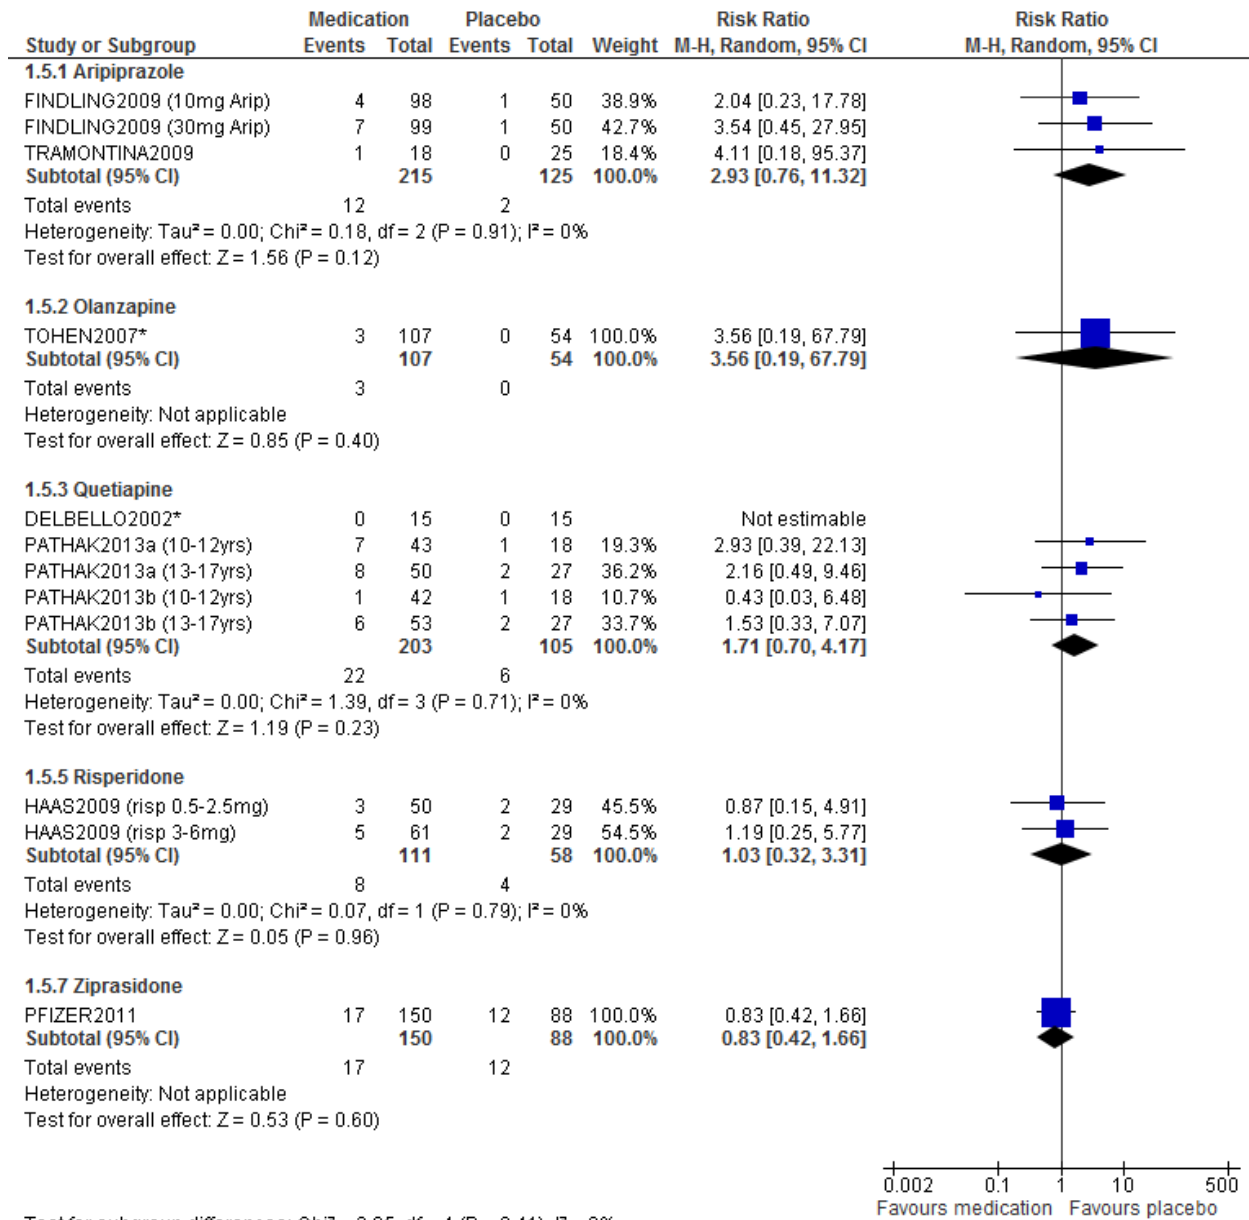 Medication Placebo Risk Ratio Risk Ratio
Study or Subgroup Events Total Events Total Weight M-H, Random, 95% CI M-H, Random, 95% CI
1.5.1 Aripiprazole
FINDLING2009 (10mg Arip) 4 98 1 50 38.9% 2.04 [0.23, 17.78]
FINDLING2009 (30mg Arip) 7 99 1 50 42.7% 3.54 [0.45, 27.95]
TRAMONTINA2009 1 18 0 25 18.4% 4.11 [0.18, 95.37]
Subtotal (95% CI) 215 125 100.0% 2.93 [0.76, 11.32]
Total events 12 2
Heterogeneity: Tau² = 0.00; Chi² = 0.18, df = 2 (P = 0.91); I² = 0%
Test for overall effect: Z = 1.56 (P = 0.12)
1.5.2 Olanzapine
TOHEN2007* 3 107 0 54 100.0% 3.56 [0.19, 67.79]
Subtotal (95% CI) 107 54 100.0% 3.56 [0.19, 67.79]
Total events 3 0
Heterogeneity: Not applicable
Test for overall effect: Z = 0.85 (P = 0.40)
1.5.3 Quetiapine
DELBELLO2002* 0 15 0 15 Not estimable
PATHAK2013a (10-12yrs) 7 43 1 18 19.3% 2.93 [0.39, 22.13]
PATHAK2013a (13-17yrs) 8 50 2 27 36.2% 2.16 [0.49, 9.46]
PATHAK2013b (10-12yrs) 1 42 1 18 10.7% 0.43 [0.03, 6.48]
PATHAK2013b (13-17yrs) 6 53 2 27 33.7% 1.53 [0.33, 7.07]
Subtotal (95% CI) 203 105 100.0% 1.71 [0.70, 4.17]
Total events 22 6
Heterogeneity: Tau² = 0.00; Chi² = 1.39, df = 3 (P = 0.71); I² = 0%
Test for overall effect: Z = 1.19 (P = 0.23)
1.5.5 Risperidone
HAAS2009 (risp 0.5-2.5mg) 3 50 2 29 45.5% 0.87 [0.15, 4.91]
HAAS2009 (risp 3-6mg) 5 61 2 29 54.5% 1.19 [0.25, 5.77]
Subtotal (95% CI) 111 58 100.0% 1.03 [0.32, 3.31]
Total events 8 4
Heterogeneity: Tau² = 0.00; Chi² = 0.07, df = 1 (P = 0.79); I² = 0%
Test for overall effect: Z = 0.05 (P = 0.96)
1.5.7 Ziprasidone
PFIZER2011 17 150 12 88 100.0% 0.83 [0.42, 1.66]
Subtotal (95% CI) 150 88 100.0% 0.83 [0.42, 1.66]
Total events 17 12
Heterogeneity: Not applicable
Test for overall effect: Z = 0.53 (P = 0.60)
0.002 0.1 1 10 500
Favours medication Favours placebo
Test for subgroup differences: